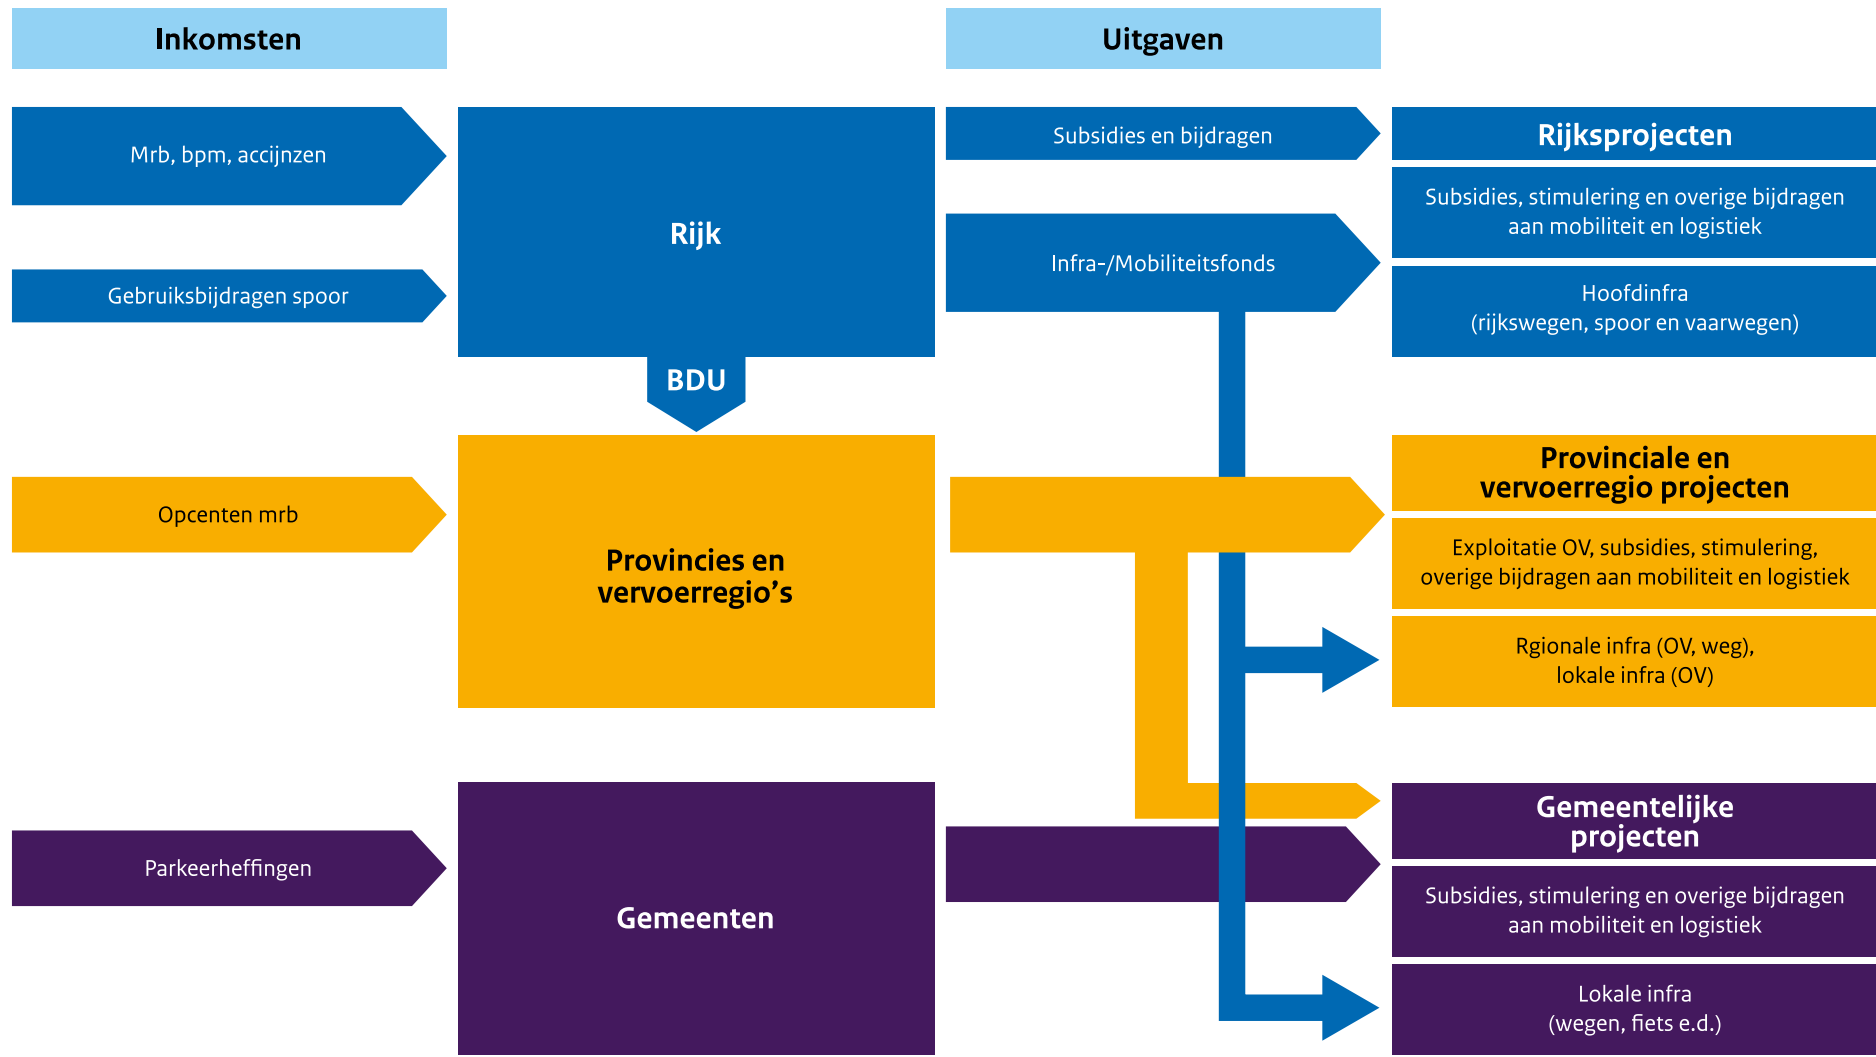 Inkomsten
Uitgaven
Mrb, bpm, accijnzen
Gebruiksbijdragen spoor
Rijk
BDU
Subsidies en bijdragen
Infra-/Mobiliteitsfonds
Rijksprojecten
Subsidies, stimulering en overige bijdragen
aan mobiliteit en logistiek
Hoofdinfra
(rijkswegen, spoor en vaarwegen)
Opcenten mrb
Provincies en
vervoerregio’s
Provinciale en
vervoerregio projecten
Exploitatie OV, subsidies, stimulering,
overige bijdragen aan mobiliteit en logistiek
Rgionale infra (OV, weg),
lokale infra (OV)
Parkeerheffingen
Gemeenten
Gemeentelijke
projecten
Subsidies, stimulering en overige bijdragen
aan mobiliteit en logistiek
Lokale infra
(wegen, fiets e.d.)